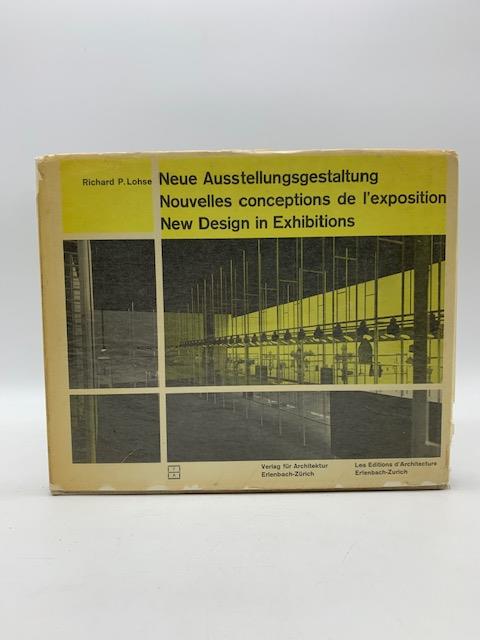 Richard P. Lohse
Neue Ausstellungsgestaltung
Nouvelles conceptions de l'exposition
New Design in Exhibitions
Verlag für Architektur
Erlenbach-Zürich
Les Editions d'Architecture
Erlenbach-Zurich